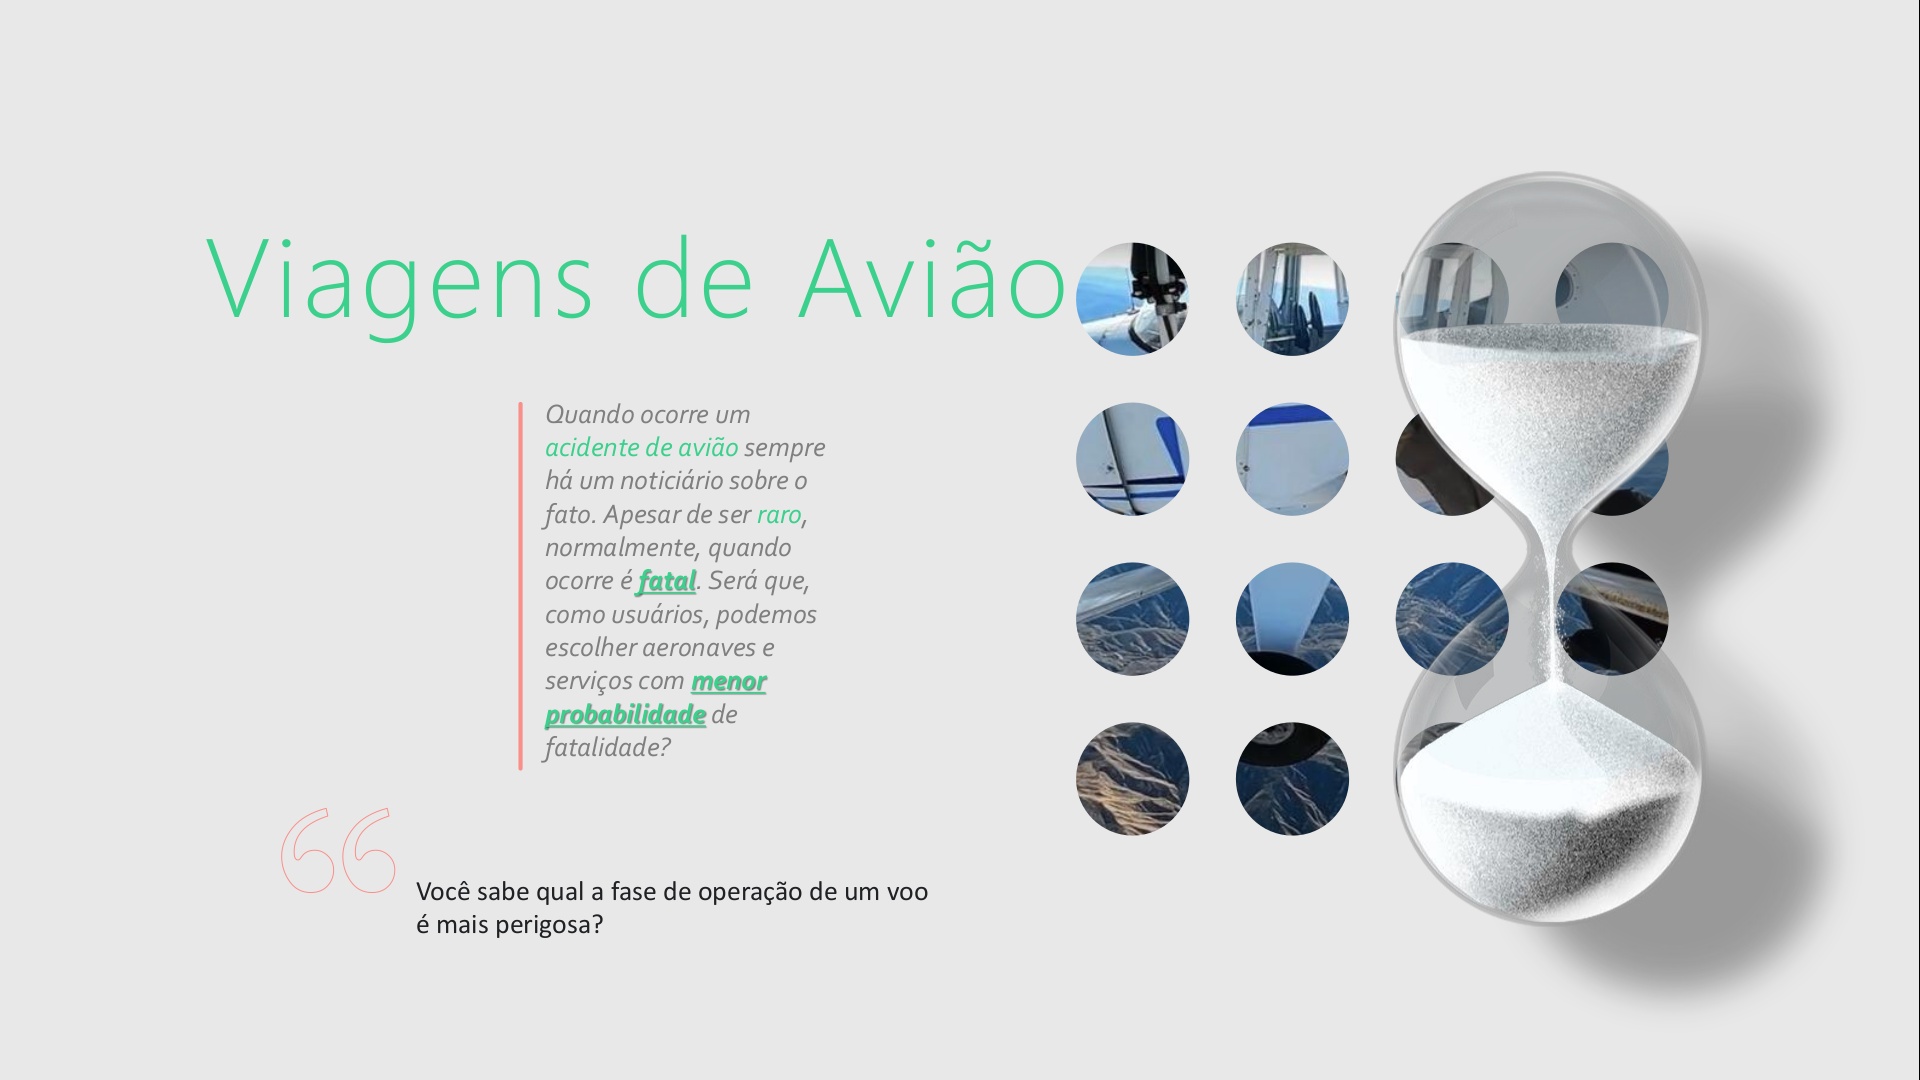 Viagens de Avião
Quando ocorre um
acidente de avião sempre
há um noticiário sobre o
fato. Apesar de ser raro,
normalmente, quando
ocorre é fatal. Será que,
como usuários, podemos
escolher aeronaves e
serviços com menor
probabilidade de
fatalidade?
“
Você sabe qual a fase de operação de um voo
é mais perigosa?